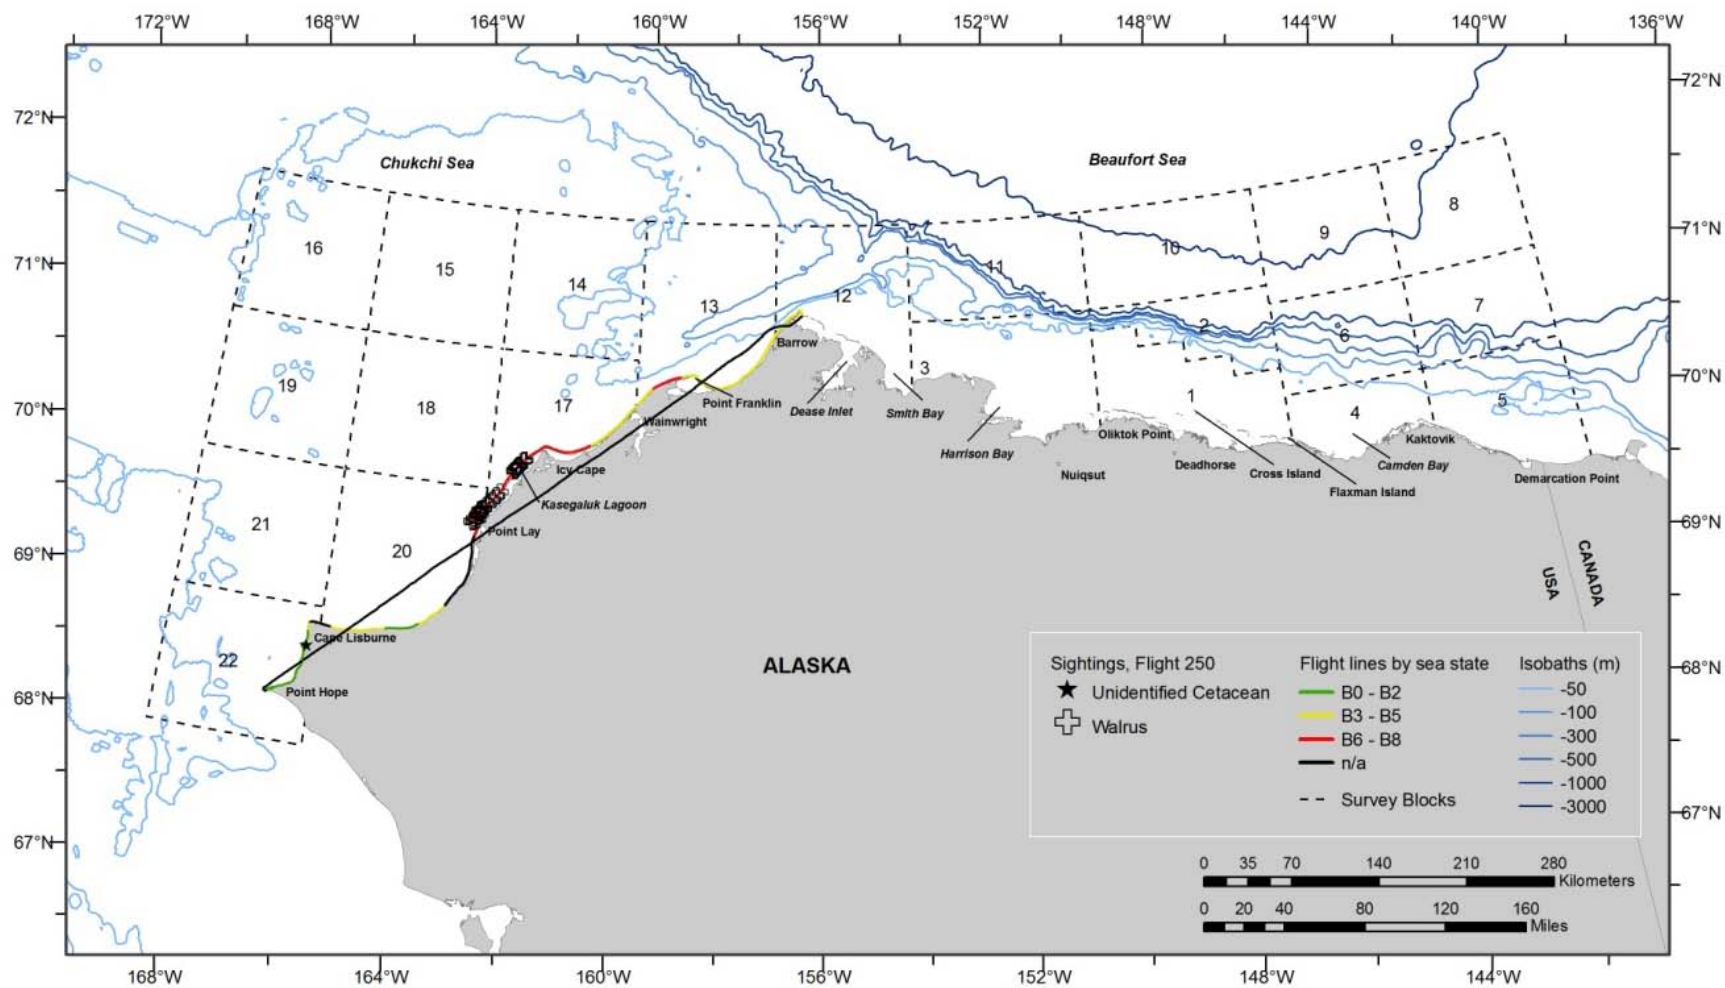 172°W 168°W 164°W 160°W 156°W 152°W 148°W 144°W 140°W 136°W
72°N 72°N
Chukchi Sea Beaufort Sea
8
9
71°N 16 15 14 13 12 11 10 71°N
7
2 6
Barrow
70°N 19 18 17 3 1 4 5 70°N
Point Franklin Dease Inlet Smith Bay
Wainwright
Harrison Bay Oliktok Point Kaktovik
Icy Cape Nuiqsut Deadhorse Cross Island Camden Bay
Kasegaluk Lagoon Flaxman Island Demarcation Point
21 20 Point Lay
69°N 69°N
USA CANADA
Cape Lisburne
22
Point Hope
68°N 68°N
ALASKA
67°N 67°N
Sightings, Flight 250
Unidentified Cetacean
Walrus
Flight lines by sea state
B0 - B2
B3 - B5
B6 - B8
n/a
Survey Blocks
Isobaths (m)
-50
-100
-300
-500
-1000
-3000
0 35 70 140 210 280
Kilometers
0 20 40 80 120 160
Miles
168°W 164°W 160°W 156°W 152°W 148°W 144°W